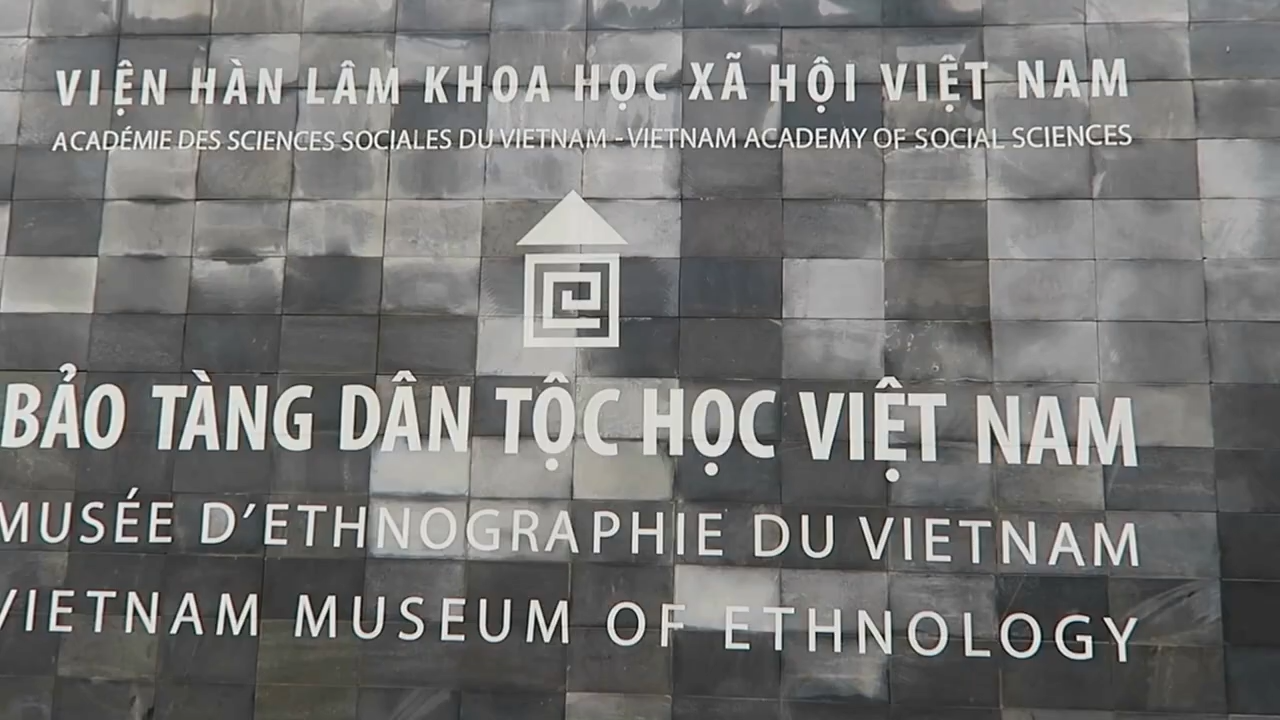 VIỆN HÀN LÂM KHOA HỌC XÃ HỘI VIỆT NAM
ACADÉMIE DES SCIENCES SOCIALES DU VIETNAM - VIETNAM ACADEMY OF SOCIAL SCIENCES
BẢO TÀNG DÂN TỘC HỌC VIỆT NAM
MUSÉE D'ETHNOGRAPHIE DU VIETNAM
VIETNAM MUSEUM OF ETHNOLOGY